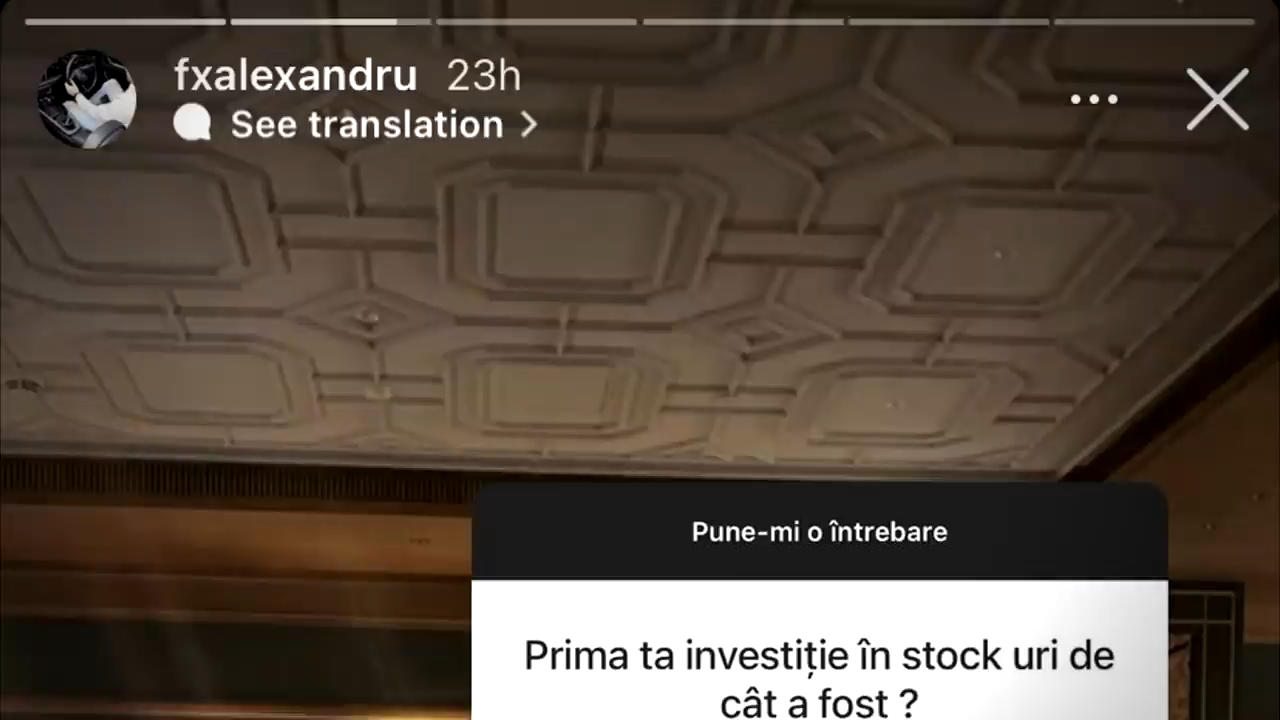 fxalexandru 23h
See translation >
Pune-mi o întrebare
Prima ta investiție în stock uri de
cât a fost ?